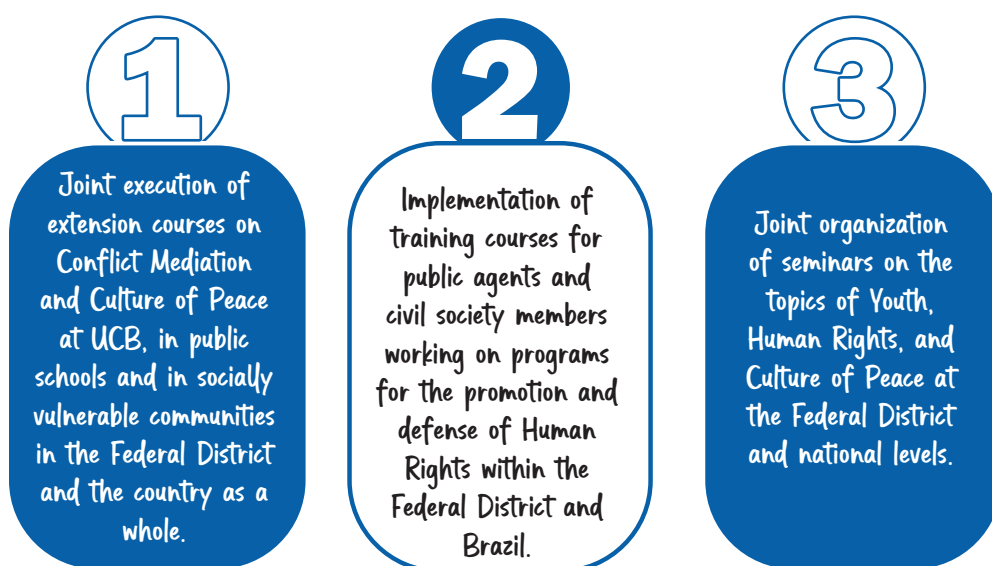 1
Joint execution of
extension courses on
Conflict Mediation
and Culture of Peace
at UCB, in public
schools and in socially
vulnerable communities
in the Federal District
and the country as a
whole.
2
Implementation of
training courses for
public agents and
civil society members
working on programs
for the promotion and
defense of Human
Rights within the
Federal District and
Brazil.
3
Joint organization
of seminars on the
topics of Youth,
Human Rights, and
Culture of Peace at
the Federal District
and national levels.